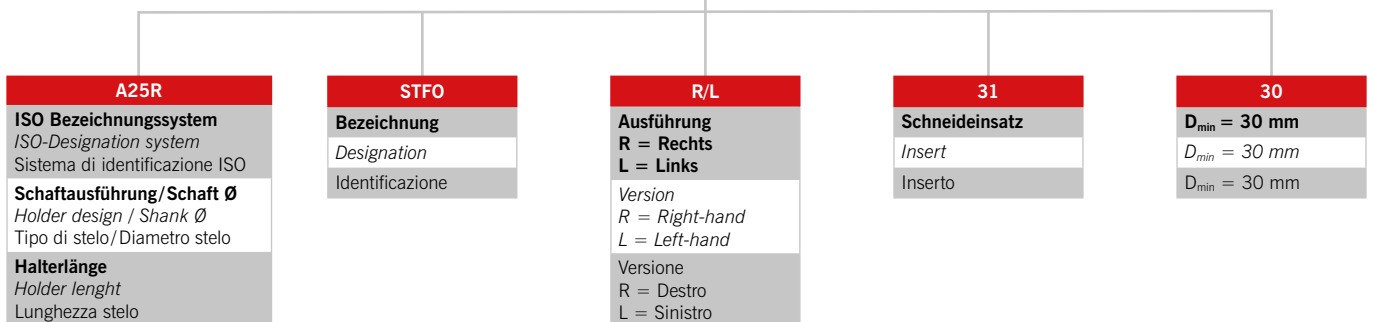 A25R
ISO Bezeichnungssystem
ISO-Designation system
Sistema di identificazione ISO
Schaftausführung/Schaft Ø
Holder design / Shank Ø
Tipo di stelo/Diametro stelo
Halterlänge
Holder lenght
Lunghezza stelo
STFO
Bezeichnung
Designation
Identificazione
R/L
Ausführung
R = Rechts
L = Links
Version
R = Right-hand
L = Left-hand
Versione
R = Destro
L = Sinistro
31
Schneideinsatz
Insert
Inserto
30
Dmin = 30 mm
Dmin = 30 mm
Dmin = 30 mm